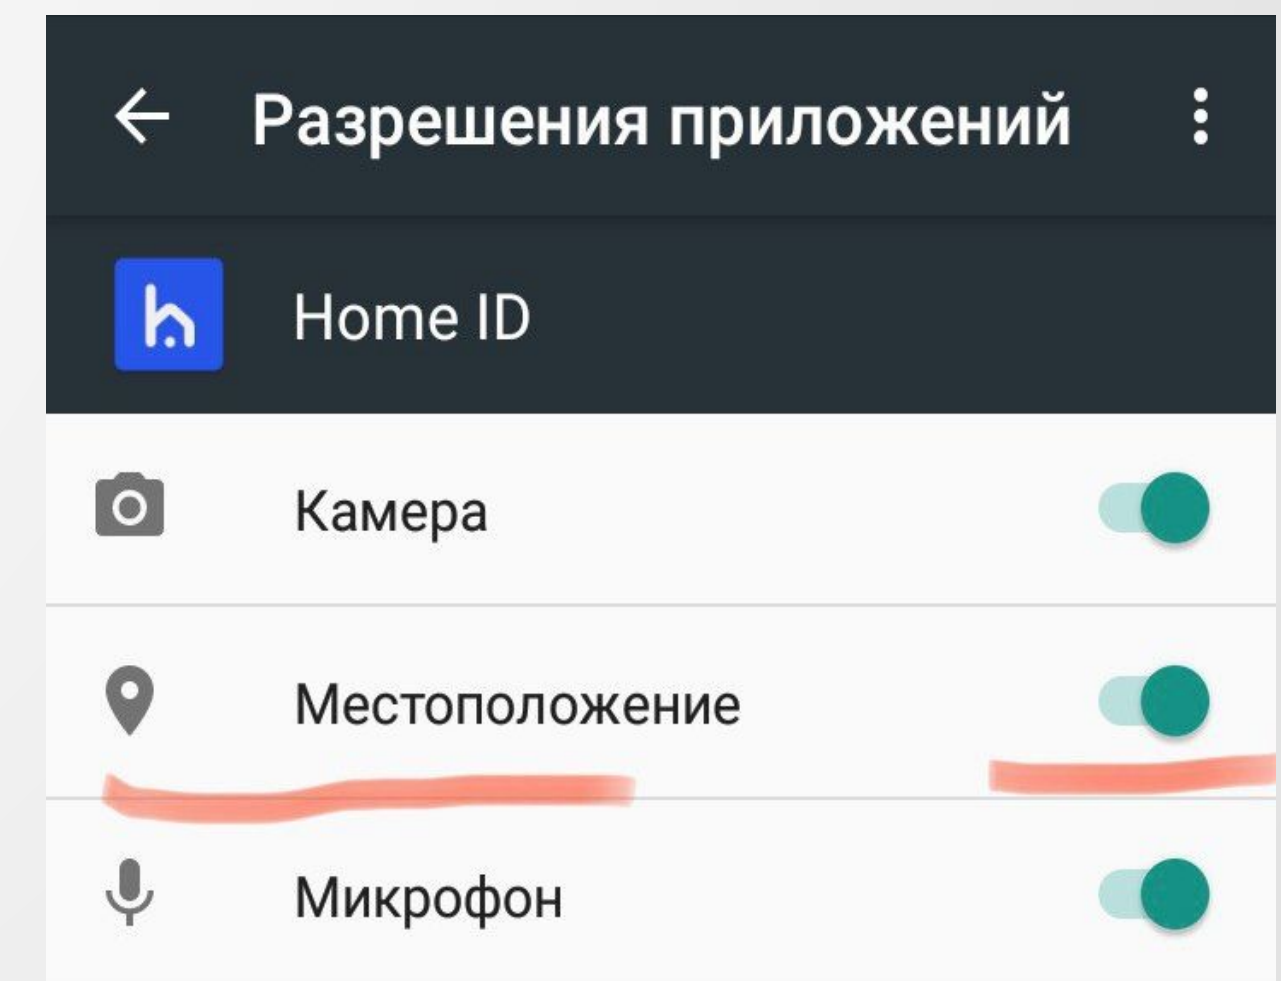 Разрешения приложений
Home ID
Камера
Местоположение
Микрофон